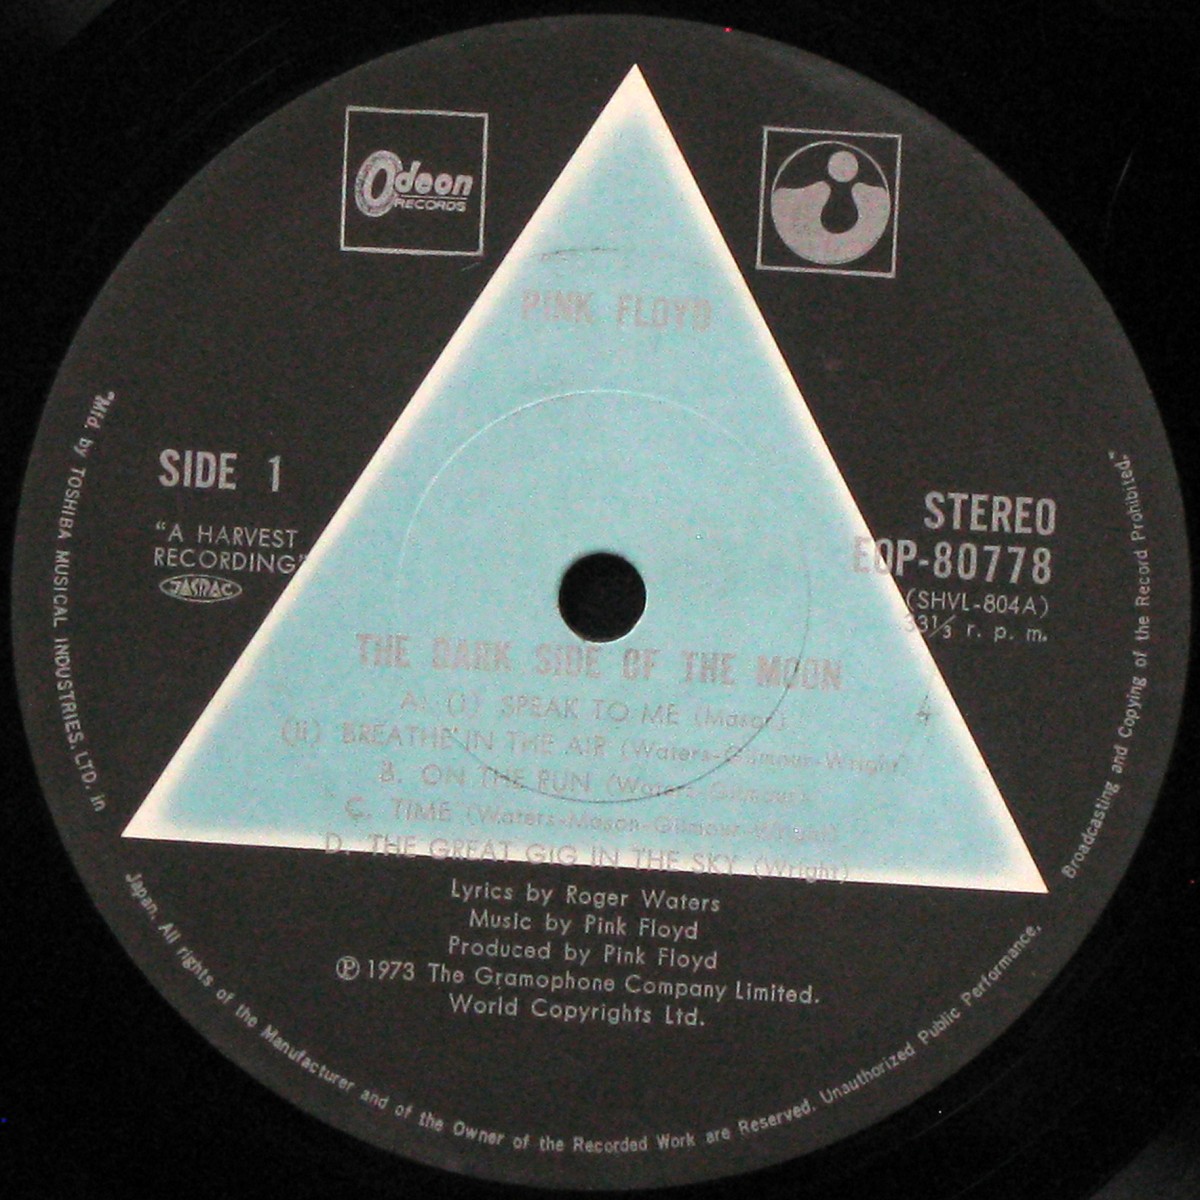 Odeon
RECORDS
PINK FLOYD
SIDE 1
"A HARVEST
RECORDING"
JASRAC
STEREO
EOP-80778
(SHVL-804A)
33 1/3 r. p. m.
THE DARK SIDE OF THE MOON
A. (i) SPEAK TO ME (Mason)
(ii) BREATHE IN THE AIR (Waters-Gilmour-Wright)
B. ON THE RUN (Waters-Gilmour)
C. TIME (Waters-Mason-Gilmour-Wright)
D. THE GREAT GIG IN THE SKY (Wright)
4
Lyrics by Roger Waters
Music by Pink Floyd
Produced by Pink Floyd
Ⓟ 1973 The Gramophone Company Limited.
World Copyrights Ltd.
"Mfd. by TOSHIBA MUSICAL INDUSTRIES, LTD. in Japan. All rights of the Manufacturer and of the Owner of the Recorded Work are Reserved. Unauthorized Public Performance, Broadcasting and Copying of the Record Prohibited."